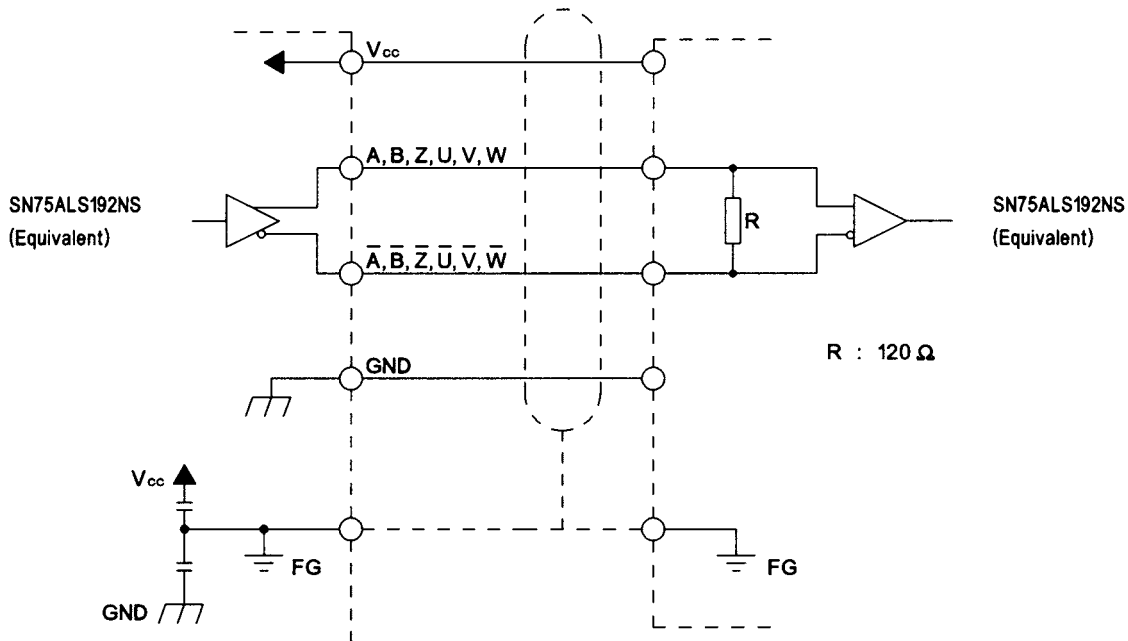 Vcc
A, B, Z, U, V, W
SN75ALS192NS
(Equivalent)
R
SN75ALS192NS
(Equivalent)
A̅, B̅, Z̅, U̅, V̅, W̅
R : 120 Ω
GND
Vcc
FG
FG
GND